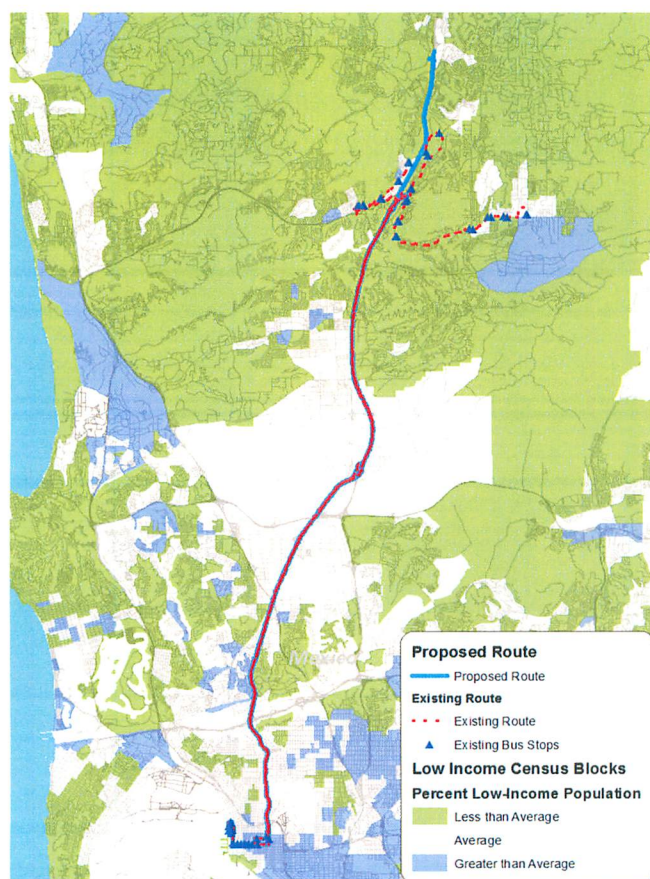 Mexico
Proposed Route
Proposed Route
Existing Route
Existing Route
Existing Bus Stops
Low Income Census Blocks
Percent Low-Income Population
Less than Average
Average
Greater than Average